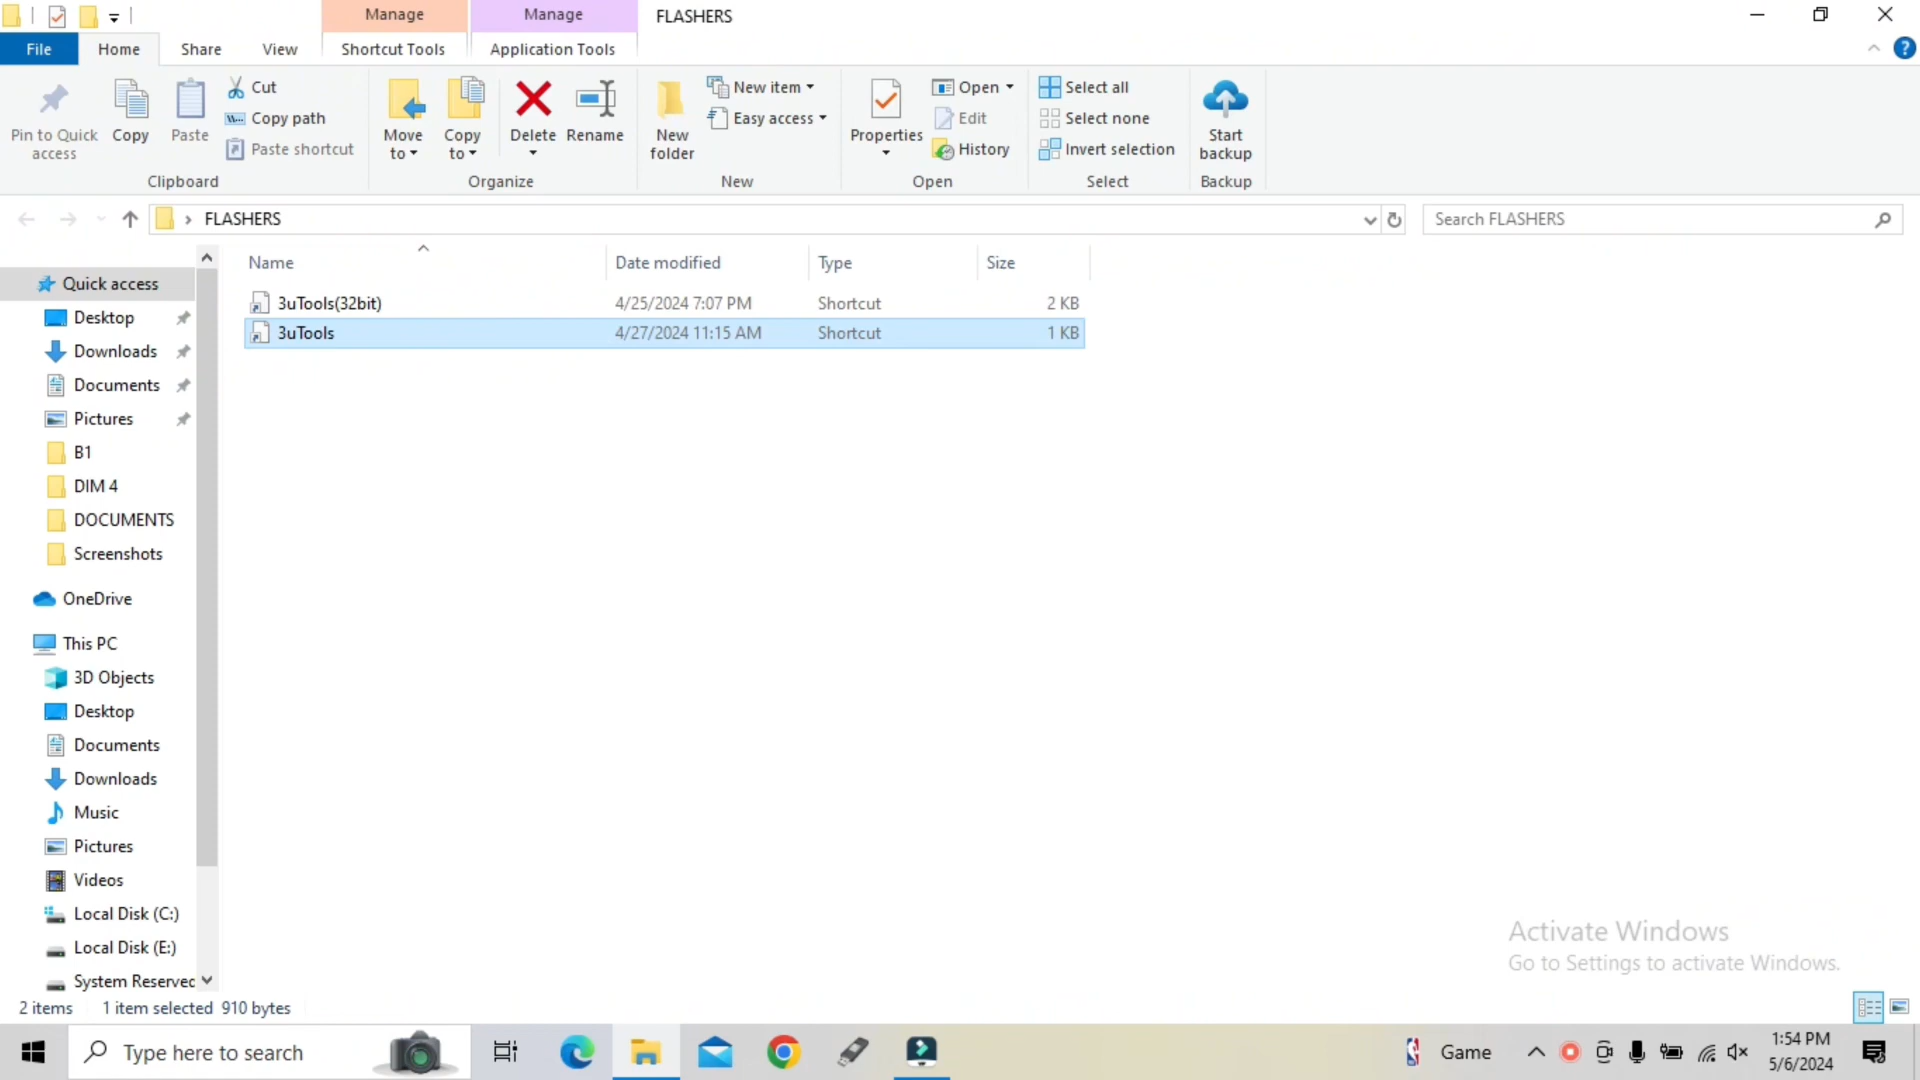 Manage
Manage
FLASHERS
File
Home
Share
View
Shortcut Tools
Application Tools
Pin to Quick access
Copy
Paste
Cut
Copy path
Paste shortcut
Clipboard
Move to
Copy to
Delete
Rename
Organize
New folder
New item
Easy access
New
Properties
Open
Edit
History
Open
Select all
Select none
Invert selection
Select
Start backup
Backup
FLASHERS
Search FLASHERS
Name
Date modified
Type
Size
3uTools(32bit)
4/25/2024 7:07 PM
Shortcut
2 KB
3uTools
4/27/2024 11:15 AM
Shortcut
1 KB
Quick access
Desktop
Downloads
Documents
Pictures
B1
DIM 4
DOCUMENTS
Screenshots
OneDrive
This PC
3D Objects
Desktop
Documents
Downloads
Music
Pictures
Videos
Local Disk (C:)
Local Disk (E:)
System Reserved
Activate Windows
Go to Settings to activate Windows.
2 items
1 item selected 910 bytes
Type here to search
Game
1:54 PM
5/6/2024